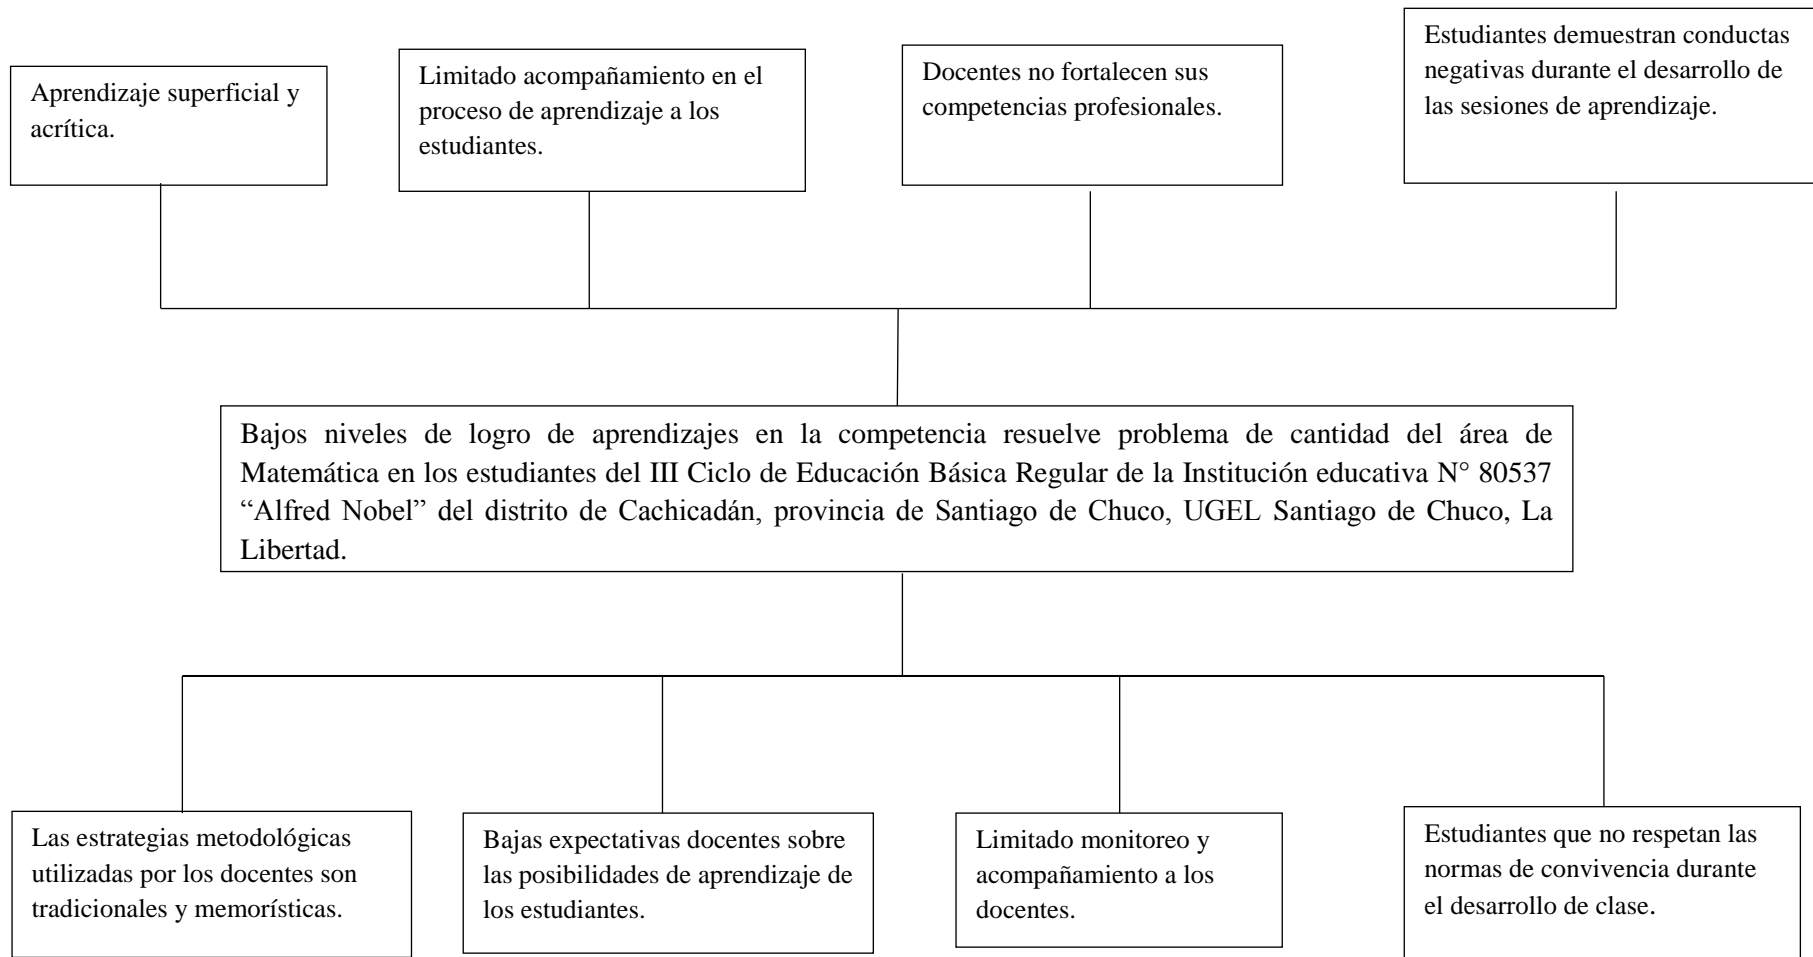 Aprendizaje superficial y
acrítica.
Limitado acompañamiento en el
proceso de aprendizaje a los
estudiantes.
Docentes no fortalecen sus
competencias profesionales.
Estudiantes demuestran conductas
negativas durante el desarrollo de
las sesiones de aprendizaje.
Bajos niveles de logro de aprendizajes en la competencia resuelve problema de cantidad del área de
Matemática en los estudiantes del III Ciclo de Educación Básica Regular de la Institución educativa N° 80537
“Alfred Nobel” del distrito de Cachicadán, provincia de Santiago de Chuco, UGEL Santiago de Chuco, La
Libertad.
Las estrategias metodológicas
utilizadas por los docentes son
tradicionales y memorísticas.
Bajas expectativas docentes sobre
las posibilidades de aprendizaje de
los estudiantes.
Limitado monitoreo y
acompañamiento a los
docentes.
Estudiantes que no respetan las
normas de convivencia durante
el desarrollo de clase.